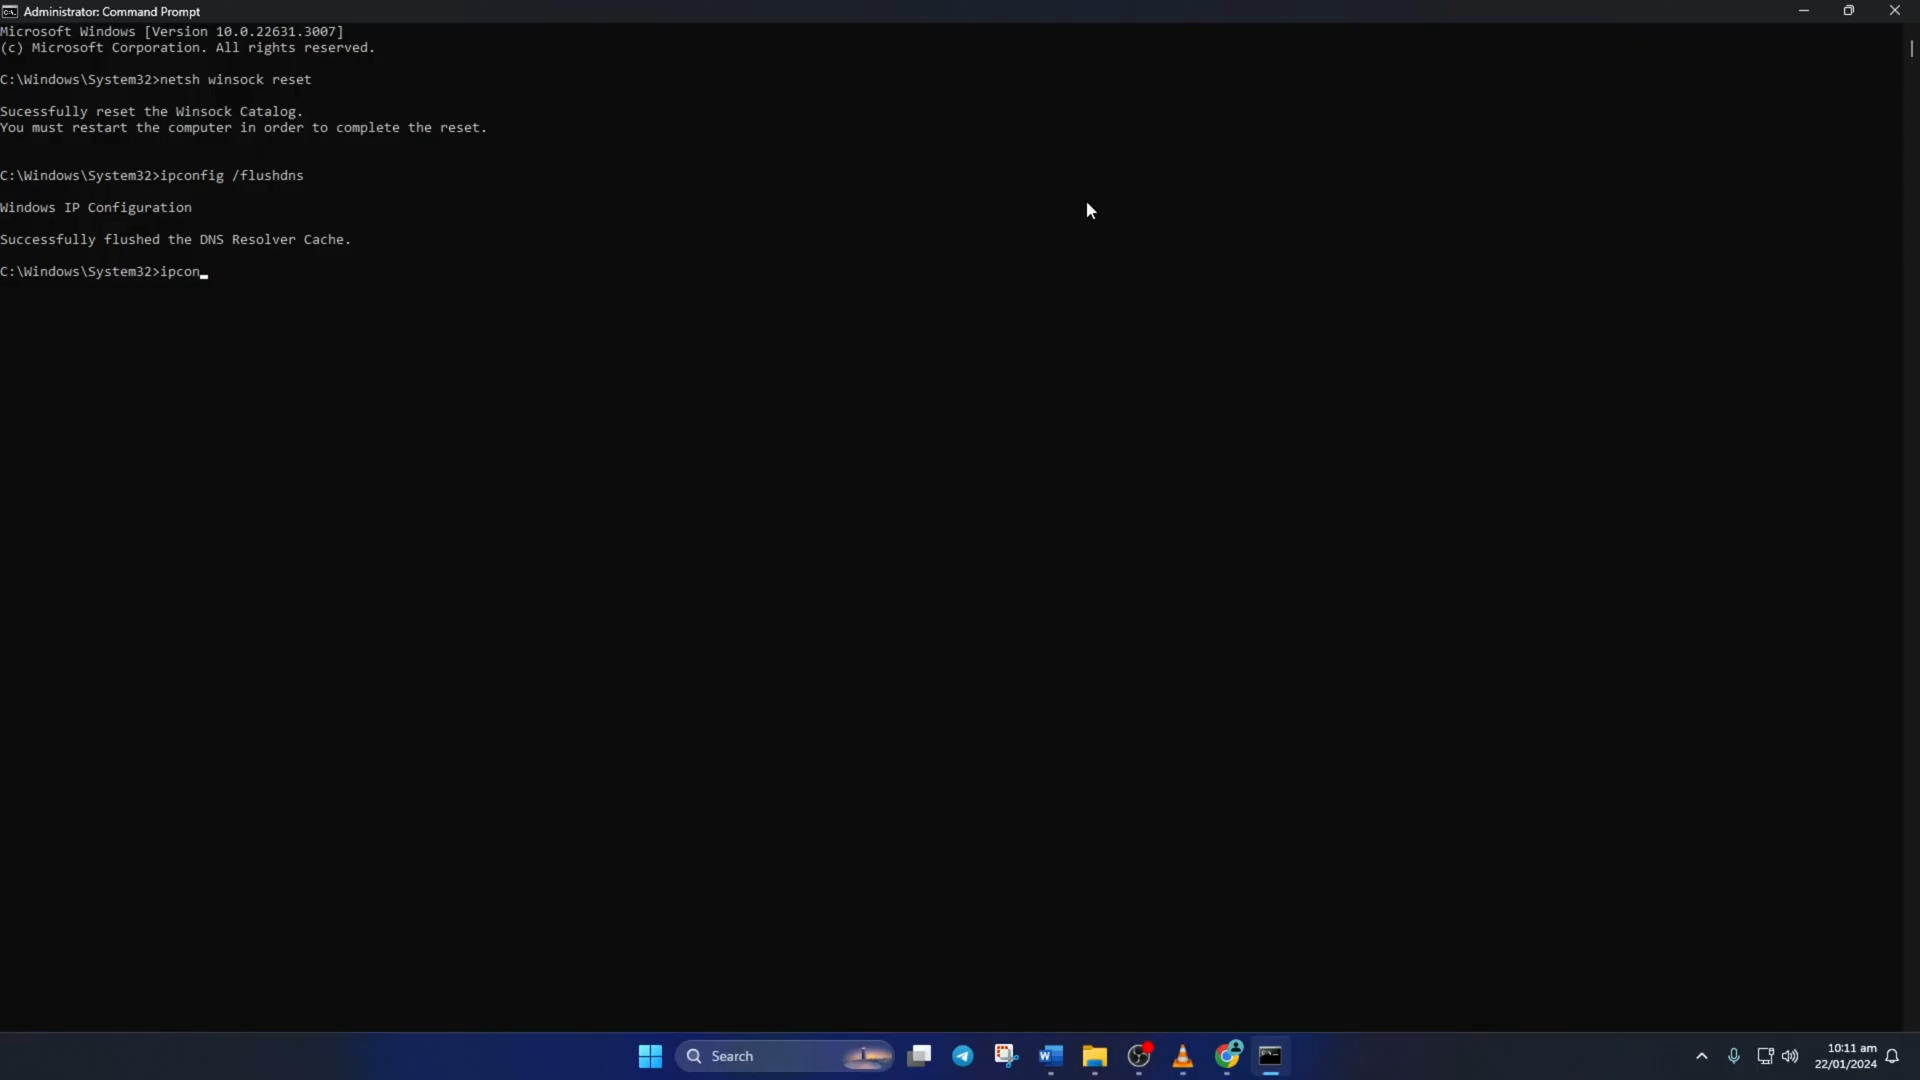 Administrator: Command Prompt
Microsoft Windows [Version 10.0.22631.3007]
(c) Microsoft Corporation. All rights reserved.
C:\Windows\System32>netsh winsock reset
Sucessfully reset the Winsock Catalog.
You must restart the computer in order to complete the reset.
C:\Windows\System32>ipconfig /flushdns
Windows IP Configuration
Successfully flushed the DNS Resolver Cache.
C:\Windows\System32>ipcon_
Search
10:11 am
22/01/2024